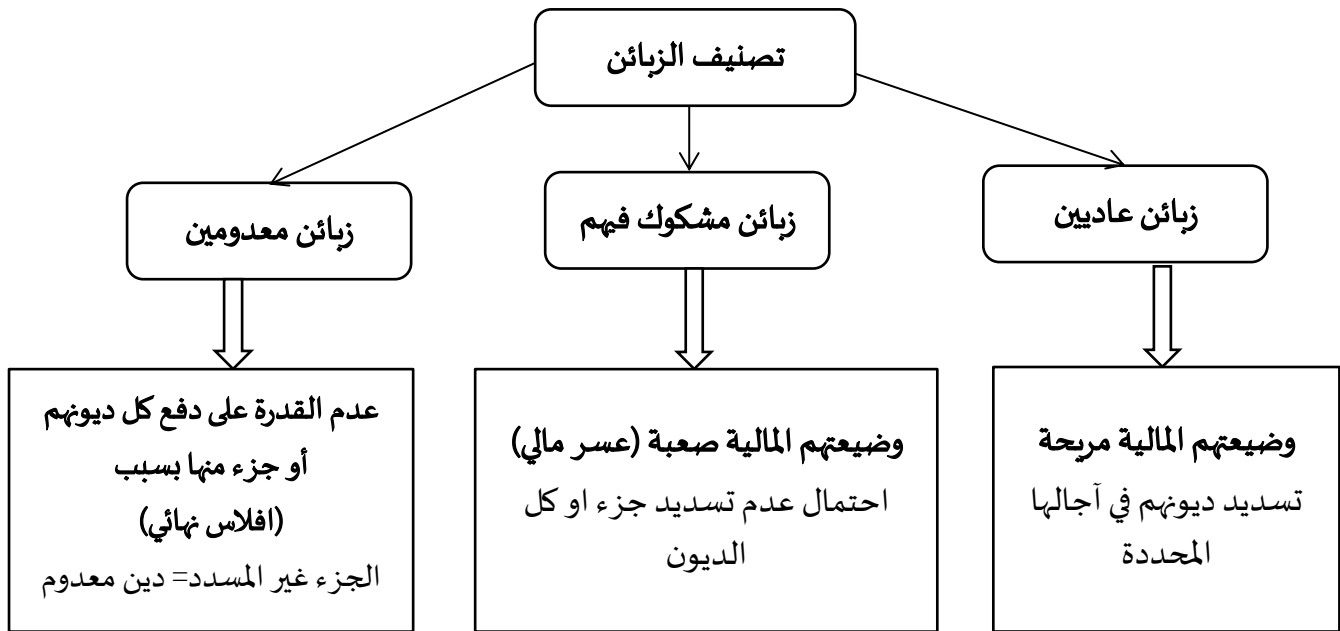 تصنيف الزبائن
زبائن عاديين
زبائن مشكوك فيهم
زبائن معدومين
وضيعتهم المالية مريحة
تسديد ديونهم في آجالها
المحددة
وضيعتهم المالية صعبة (عسر مالي)
احتمال عدم تسديد جزء او كل
الديون
عدم القدرة على دفع كل ديونهم
أو جزء منها بسبب
(افلاس نهائي)
الجزء غير المسدد= دين معدوم